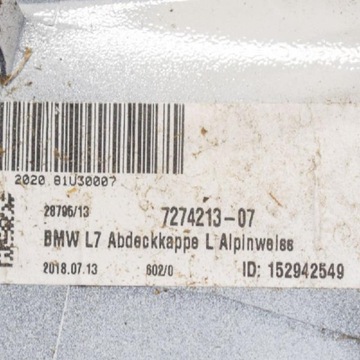 2020 81U30007
28795/13 7274213-07
BMW L7 Abdeckkappe L Alpinweiss
2018.07.13 602/0 ID: 152942549